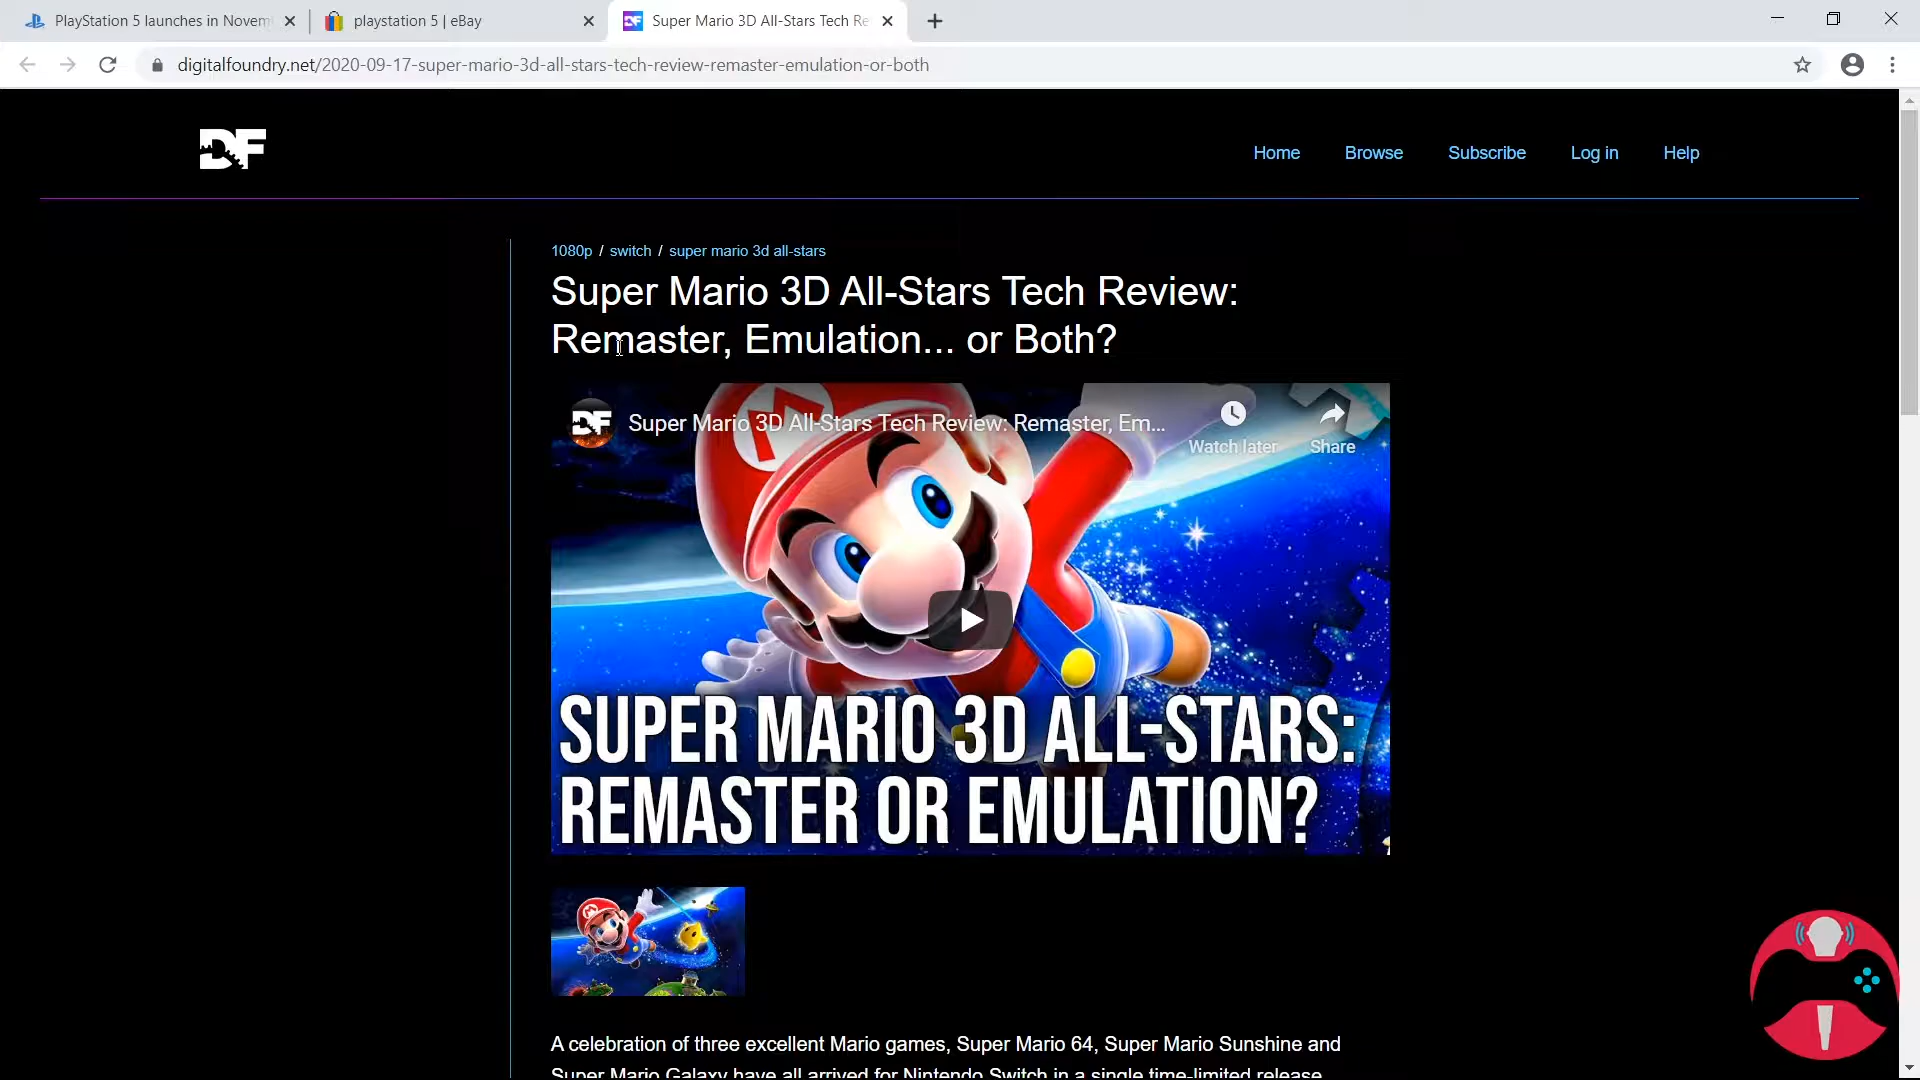 PlayStation 5 launches in Novem
playstation 5 | eBay
Super Mario 3D All-Stars Tech Re
digitalfoundry.net/2020-09-17-super-mario-3d-all-stars-tech-review-remaster-emulation-or-both
DF
Home Browse Subscribe Log in Help
1080p / switch / super mario 3d all-stars
Super Mario 3D All-Stars Tech Review:
Remaster, Emulation... or Both?
DF Super Mario 3D All-Stars Tech Review: Remaster, Em...
Watch later Share
SUPER MARIO 3D ALL-STARS:
REMASTER OR EMULATION?
A celebration of three excellent Mario games, Super Mario 64, Super Mario Sunshine and
Super Mario Galaxy have all arrived for Nintendo Switch in a single time-limited release.